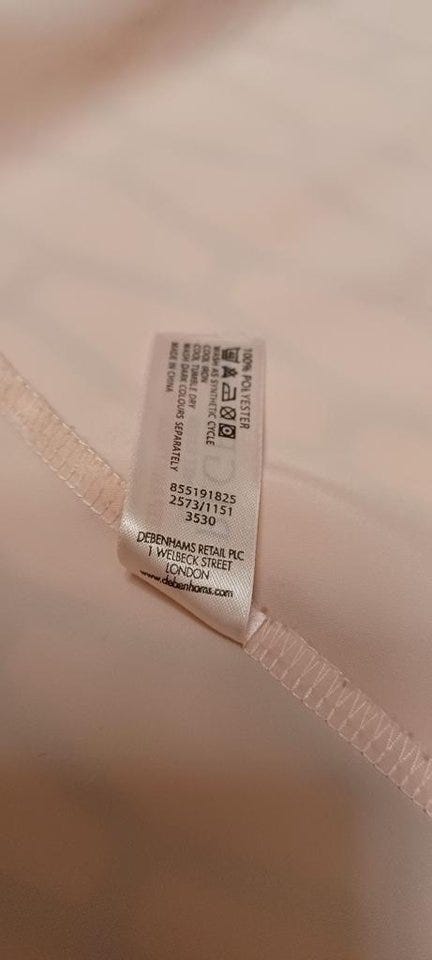 100% POLYESTER
WASH AS SYNTHETIC CYCLE
COOL IRON
COOL TUMBLE DRY
WASH DARK COLOURS SEPARATELY
MADE IN CHINA
855191825
2573/1151
3530
DEBENHAMS RETAIL PLC
1 WELBECK STREET
LONDON
www.debenhams.com